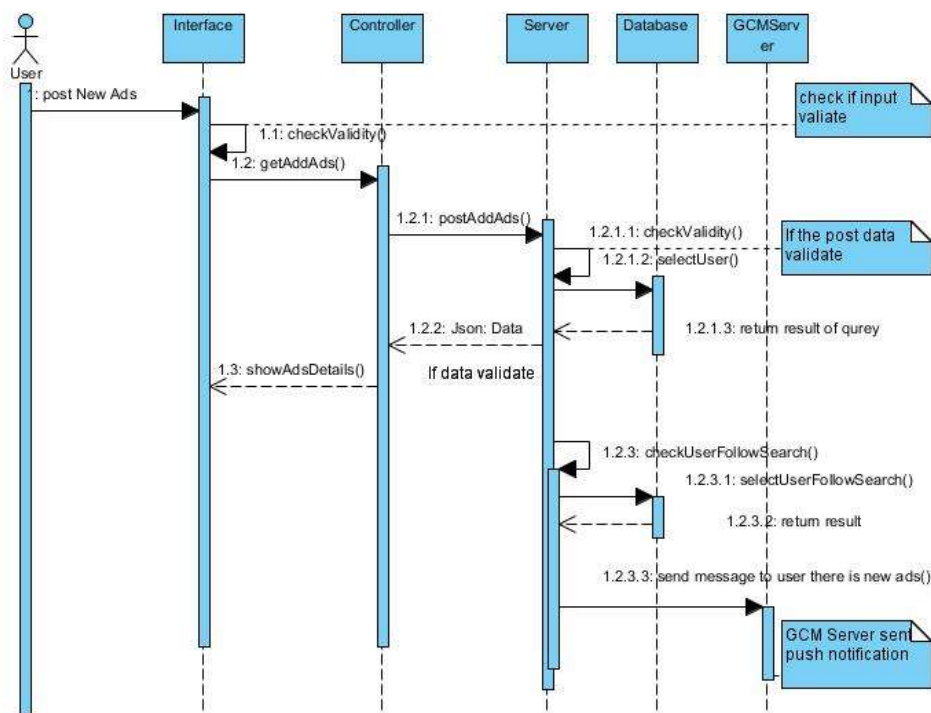 Interface
Controller
Server
Database
GCMServ
er
User
1: post New Ads
check if input
valiate
1.1: checkValidity()
1.2: getAddAds()
1.2.1: postAddAds()
1.2.1.1: checkValidity()
If the post data
validate
1.2.1.2: selectUser()
1.2.2: Json: Data
1.2.1.3: return result of qurey
1.3: showAdsDetails()
If data validate
1.2.3: checkUserFollowSearch()
1.2.3.1: selectUserFollowSearch()
1.2.3.2: return result
1.2.3.3: send message to user there is new ads()
GCM Server sent
push notification